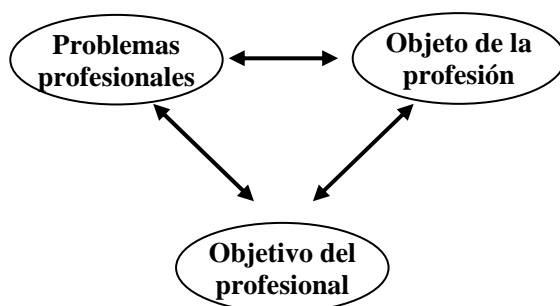 Problemas
profesionales
Objeto de la
profesión
Objetivo del
profesional